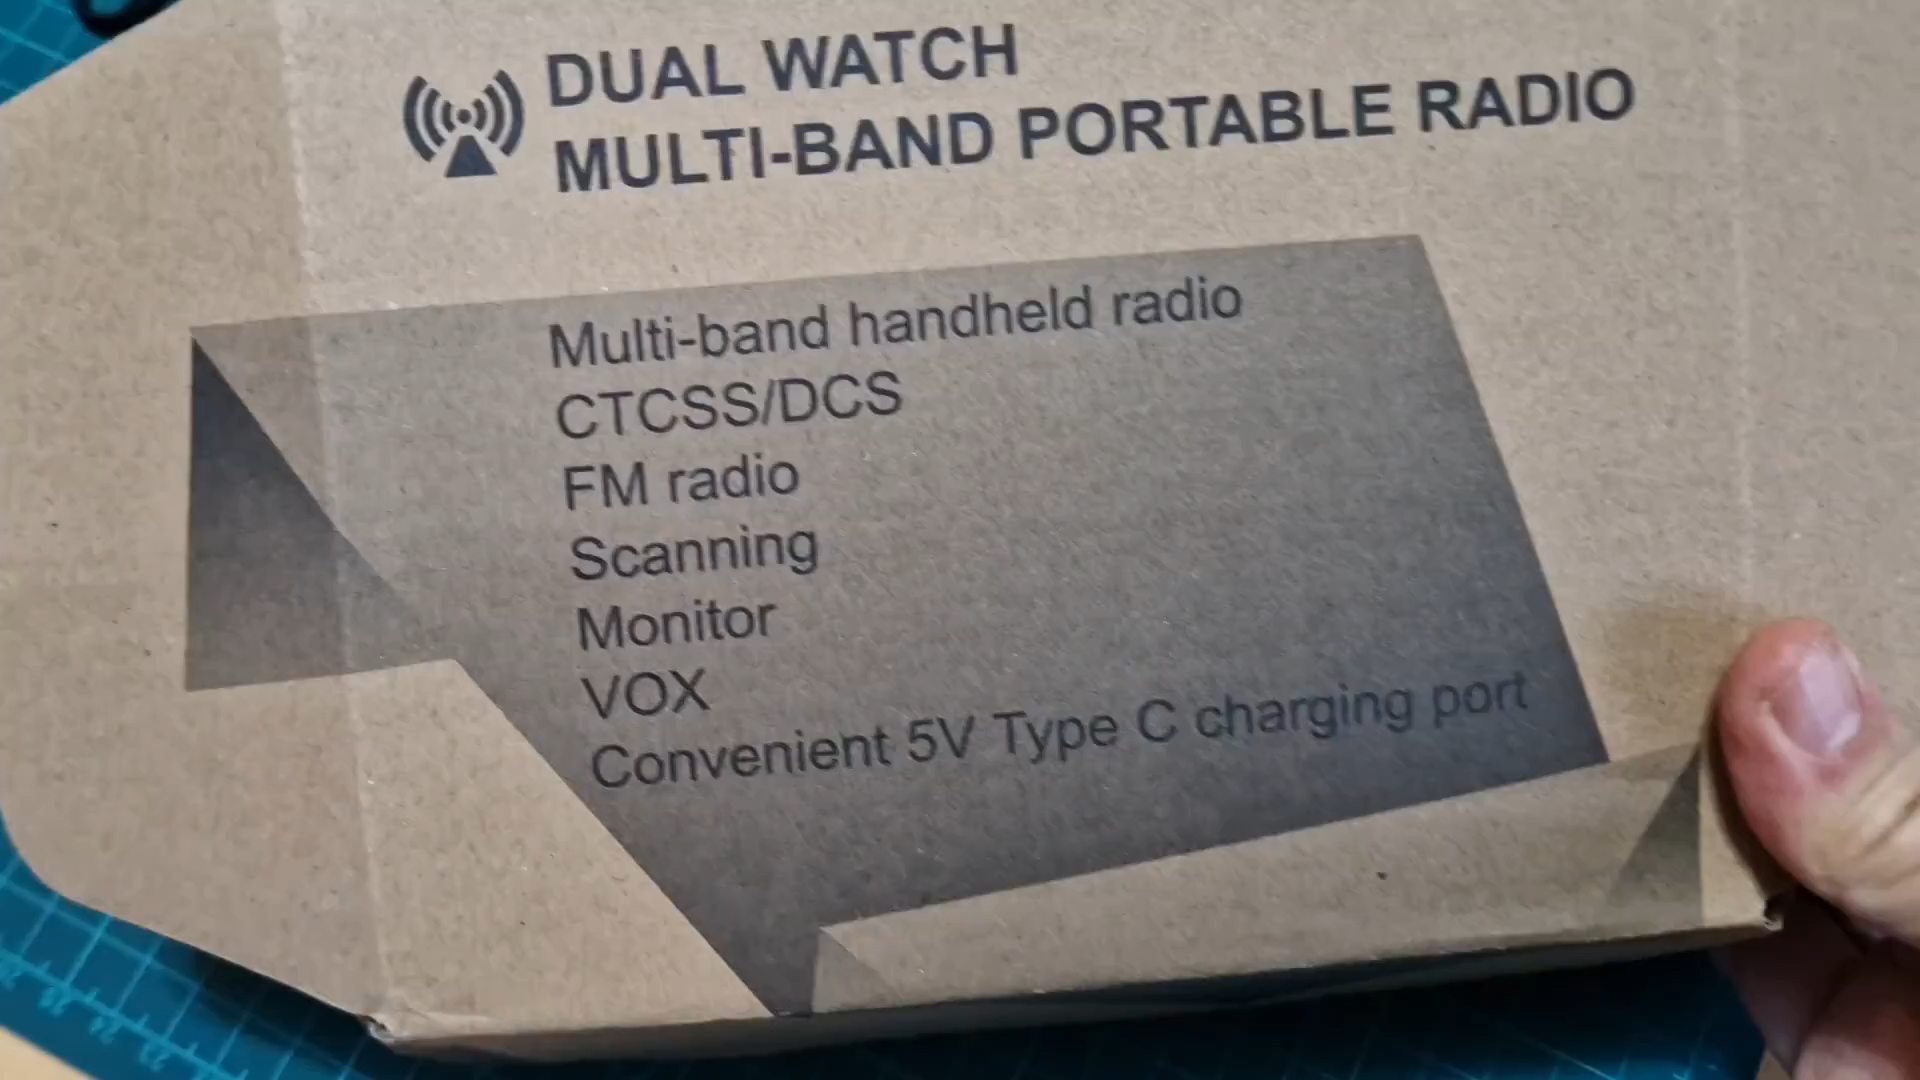 DUAL WATCH
MULTI-BAND PORTABLE RADIO
Multi-band handheld radio
CTCSS/DCS
FM radio
Scanning
Monitor
VOX
Convenient 5V Type C charging port